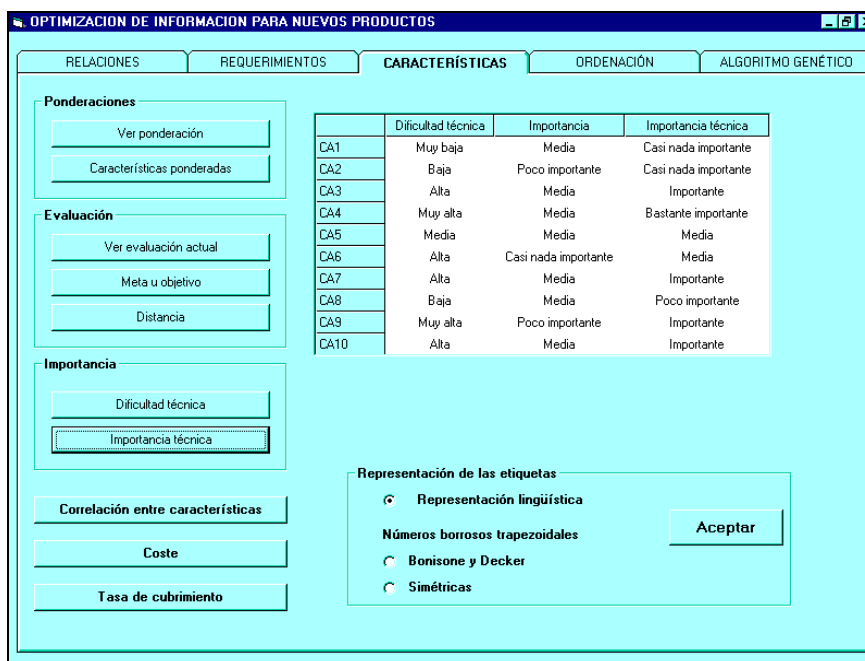 OPTIMIZACION DE INFORMACION PARA NUEVOS PRODUCTOS
RELACIONES REQUERIMIENTOS CARACTERÍSTICAS ORDENACIÓN ALGORITMO GENÉTICO
Ponderaciones
Ver ponderación
Características ponderadas
Evaluación
Ver evaluación actual
Meta u objetivo
Distancia
Importancia
Dificultad técnica
Importancia técnica
Correlación entre características
Coste
Tasa de cubrimiento
Dificultad técnica Importancia Importancia técnica
CA1 Muy baja Media Casi nada importante
CA2 Baja Poco importante Casi nada importante
CA3 Alta Media Importante
CA4 Muy alta Media Bastante importante
CA5 Media Media Media
CA6 Alta Casi nada importante Media
CA7 Alta Media Importante
CA8 Baja Media Poco importante
CA9 Muy alta Poco importante Importante
CA10 Alta Media Importante
Representación de las etiquetas
Representación lingüística
Números borrosos trapezoidales
Bonisone y Decker
Simétricas
Aceptar